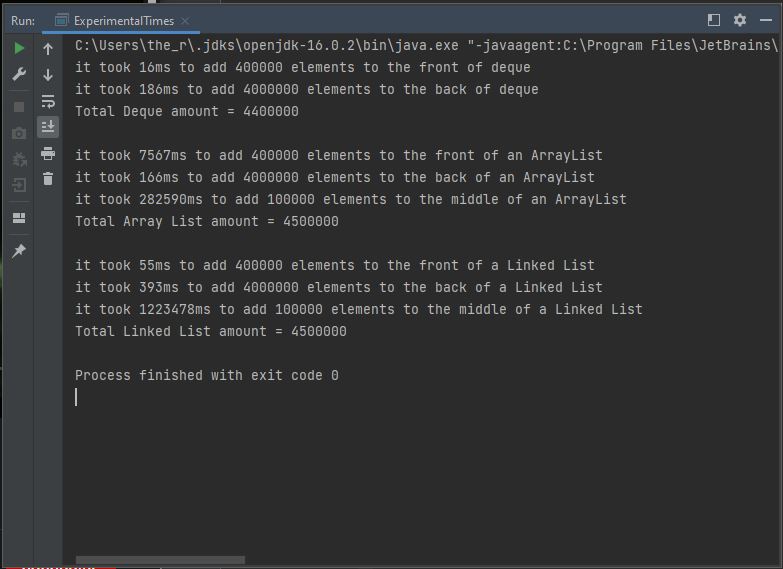 Run: ExperimentalTimes
C:\Users\the_r\.jdks\openjdk-16.0.2\bin\java.exe "-javaagent:C:\Program Files\JetBrains\
it took 16ms to add 400000 elements to the front of deque
it took 186ms to add 4000000 elements to the back of deque
Total Deque amount = 4400000
it took 7567ms to add 400000 elements to the front of an ArrayList
it took 166ms to add 4000000 elements to the back of an ArrayList
it took 282590ms to add 100000 elements to the middle of an ArrayList
Total Array List amount = 4500000
it took 55ms to add 400000 elements to the front of a Linked List
it took 393ms to add 4000000 elements to the back of a Linked List
it took 1223478ms to add 100000 elements to the middle of a Linked List
Total Linked List amount = 4500000
Process finished with exit code 0